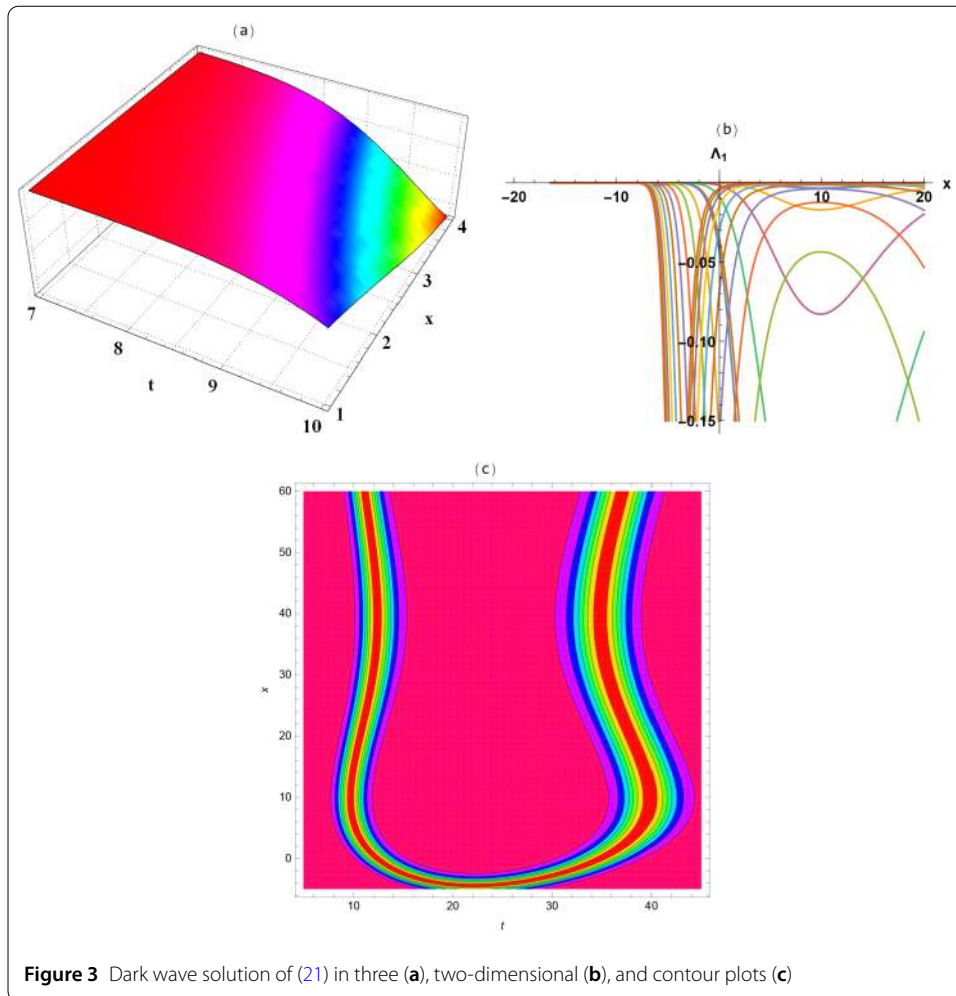 (a)
4
3
x
2
7
8
t
9
10
1
(b)
Λ₁
x
−20
−10
0
10
20
−0.05
−0.10
−0.15
(c)
60
50
40
30
20
10
0
x
10
20
30
40
t
Figure 3 Dark wave solution of (21) in three (a), two-dimensional (b), and contour plots (c)